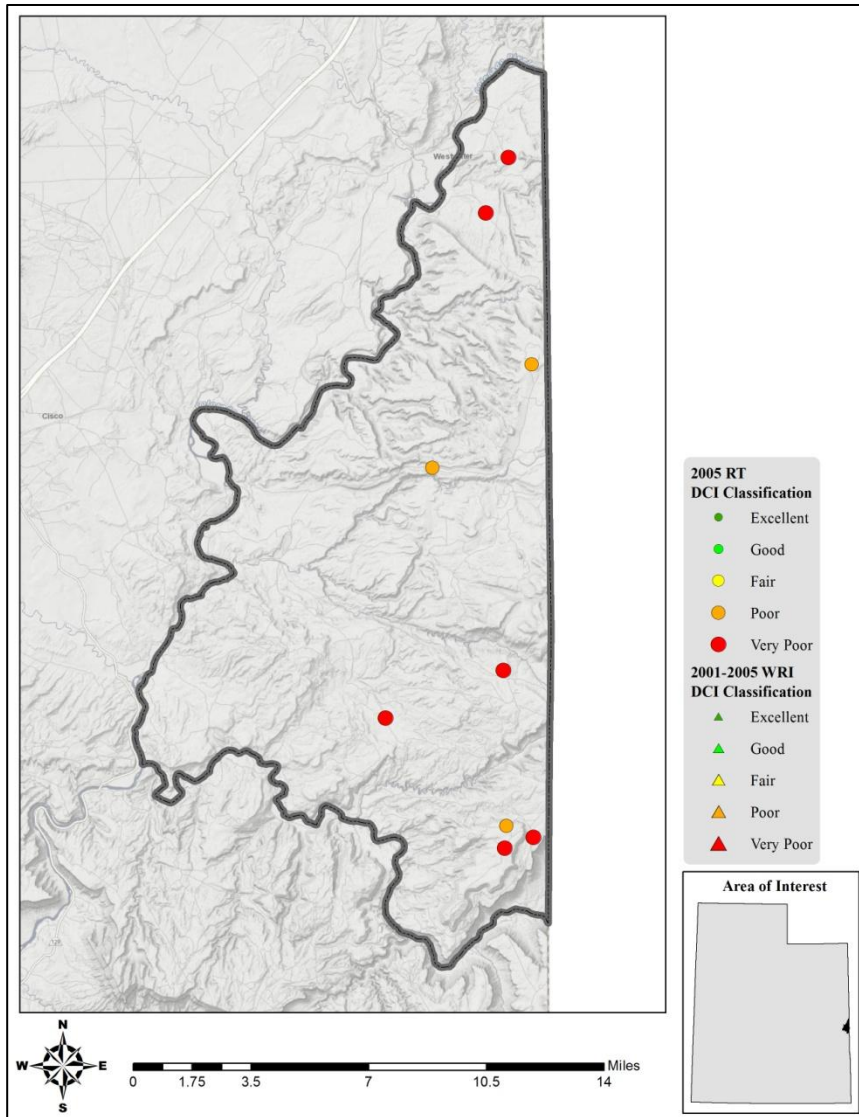 Westwater
Cisco
2005 RT
DCI Classification
Excellent
Good
Fair
Poor
Very Poor
2001-2005 WRI
DCI Classification
Excellent
Good
Fair
Poor
Very Poor
Area of Interest
N
W E
S
Miles
0 1.75 3.5 7 10.5 14